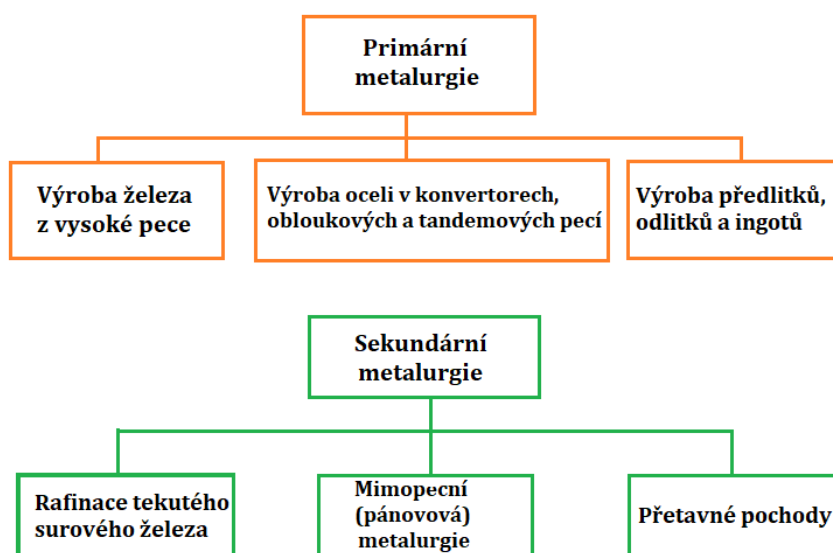 Primární
metalurgie
Výroba železa
z vysoké pece
Výroba oceli v konvertorech,
obloukových a tandemových pecí
Výroba předlitků,
odlitků a ingotů
Sekundární
metalurgie
Rafinace tekutého
surového železa
Mimopecní
(pánovová)
metalurgie
Přetavné pochody